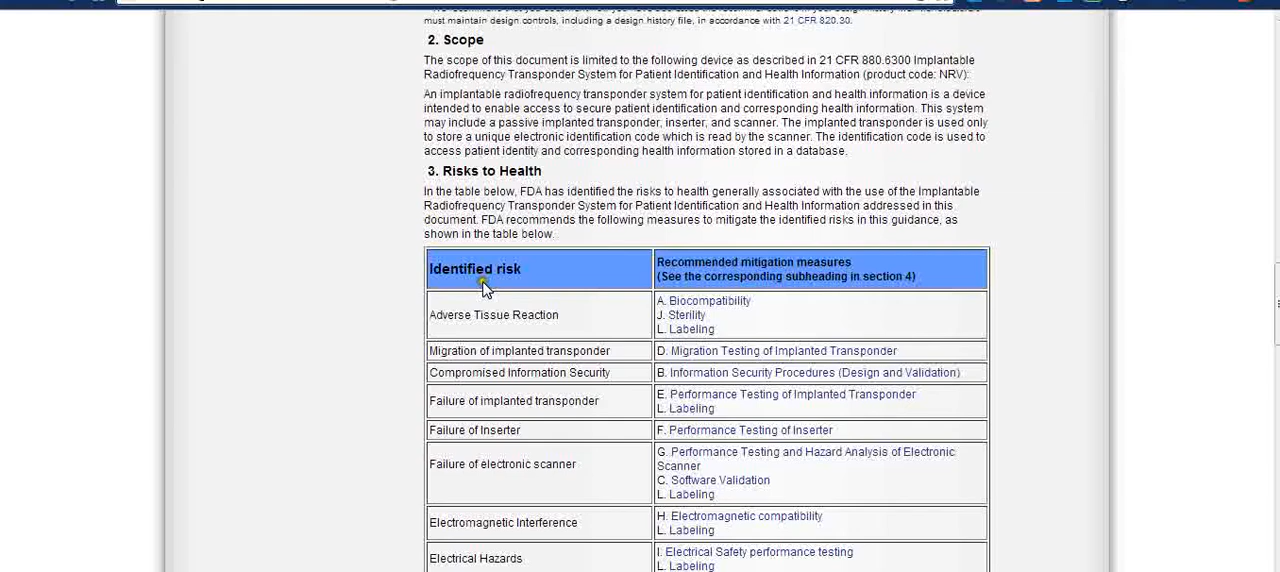 must maintain design controls, including a design history file, in accordance with 21 CFR 820.30.
2. Scope
The scope of this document is limited to the following device as described in 21 CFR 880.6300 Implantable
Radiofrequency Transponder System for Patient Identification and Health Information (product code: NRV):
An implantable radiofrequency transponder system for patient identification and health information is a device
intended to enable access to secure patient identification and corresponding health information. This system
may include a passive implanted transponder, inserter, and scanner. The implanted transponder is used only
to store a unique electronic identification code which is read by the scanner. The identification code is used to
access patient identity and corresponding health information stored in a database.
3. Risks to Health
In the table below, FDA has identified the risks to health generally associated with the use of the Implantable
Radiofrequency Transponder System for Patient Identification and Health Information addressed in this
document. FDA recommends the following measures to mitigate the identified risks in this guidance, as
shown in the table below.
Identified risk
Recommended mitigation measures
(See the corresponding subheading in section 4)
Adverse Tissue Reaction
A. Biocompatibility
J. Sterility
L. Labeling
Migration of implanted transponder
D. Migration Testing of Implanted Transponder
Compromised Information Security
B. Information Security Procedures (Design and Validation)
Failure of implanted transponder
E. Performance Testing of Implanted Transponder
L. Labeling
Failure of Inserter
F. Performance Testing of Inserter
Failure of electronic scanner
G. Performance Testing and Hazard Analysis of Electronic
Scanner
C. Software Validation
L. Labeling
Electromagnetic Interference
H. Electromagnetic compatibility
L. Labeling
Electrical Hazards
I. Electrical Safety performance testing
L. Labeling